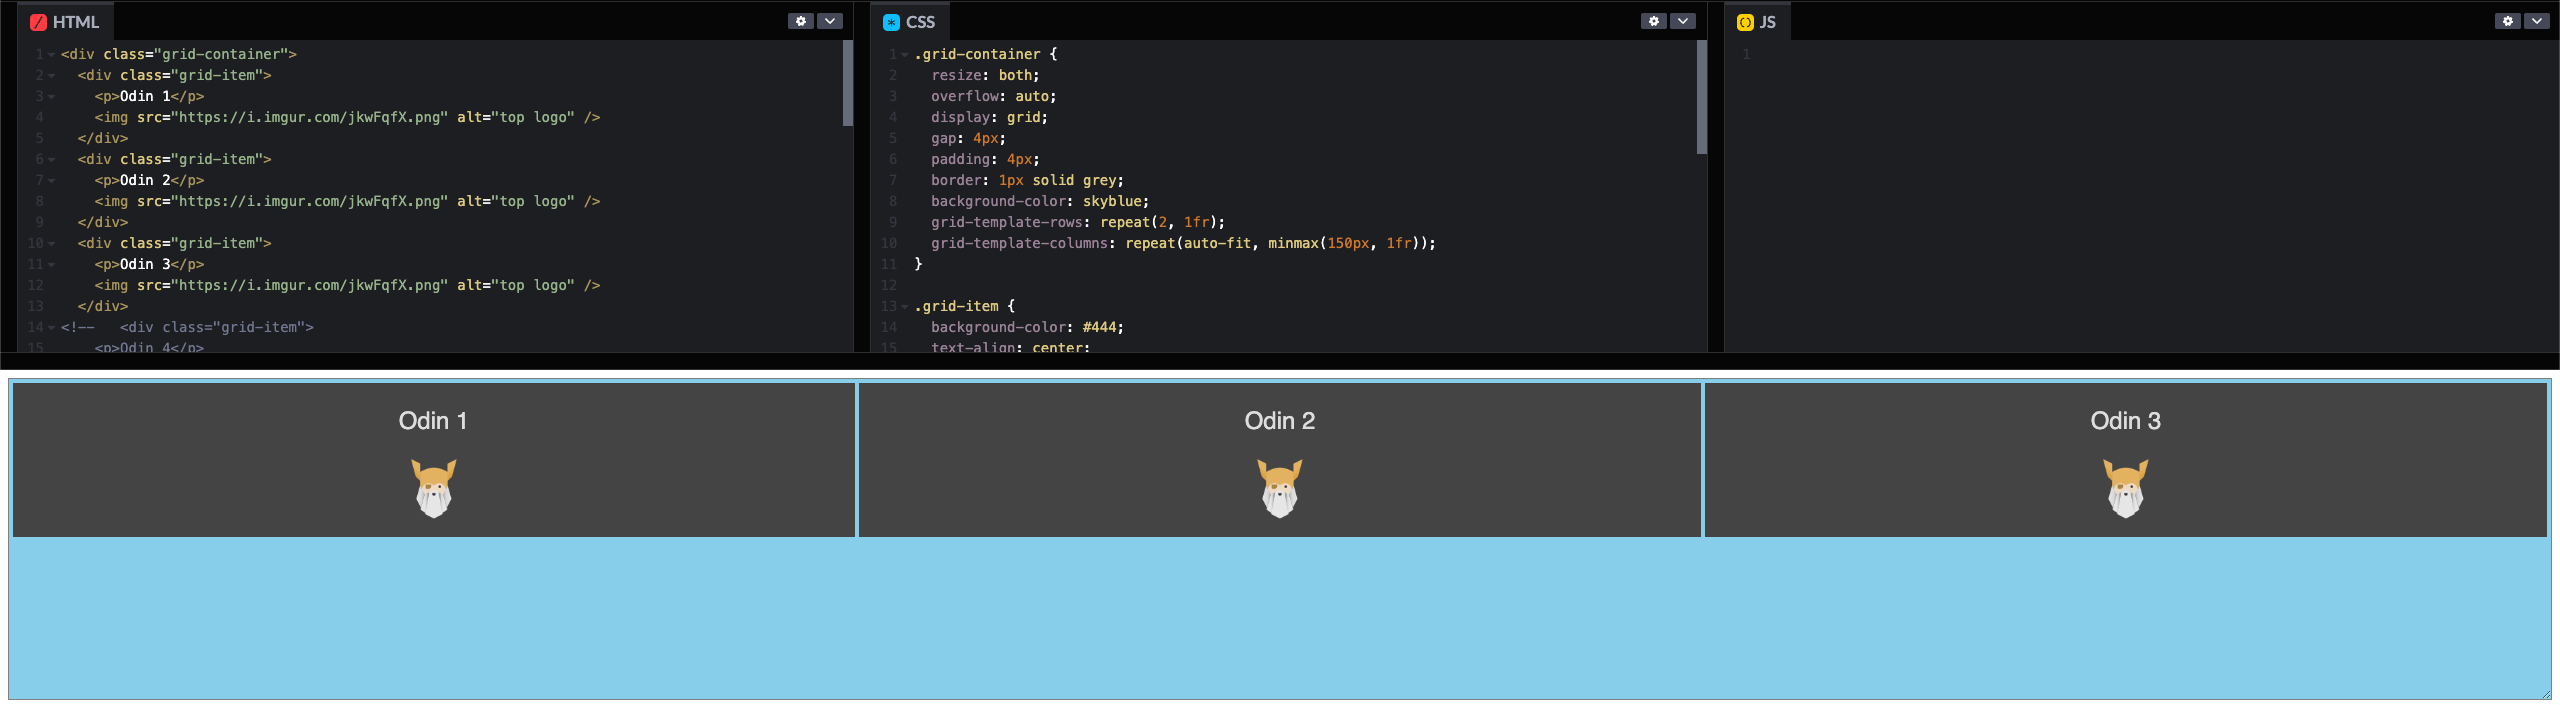 HTML
1 <div class="grid-container">
2 <div class="grid-item">
3 <p>Odin 1</p>
4 <img src="https://i.imgur.com/jkwFqfX.png" alt="top logo" />
5 </div>
6 <div class="grid-item">
7 <p>Odin 2</p>
8 <img src="https://i.imgur.com/jkwFqfX.png" alt="top logo" />
9 </div>
10 <div class="grid-item">
11 <p>Odin 3</p>
12 <img src="https://i.imgur.com/jkwFqfX.png" alt="top logo" />
13 </div>
14 <!-- <div class="grid-item">
15 <p>Odin 4</p>
CSS
1 .grid-container {
2 resize: both;
3 overflow: auto;
4 display: grid;
5 gap: 4px;
6 padding: 4px;
7 border: 1px solid grey;
8 background-color: skyblue;
9 grid-template-rows: repeat(2, 1fr);
10 grid-template-columns: repeat(auto-fit, minmax(150px, 1fr));
11 }
12
13 .grid-item {
14 background-color: #444;
15 text-align: center;
JS
1
Odin 1
Odin 2
Odin 3